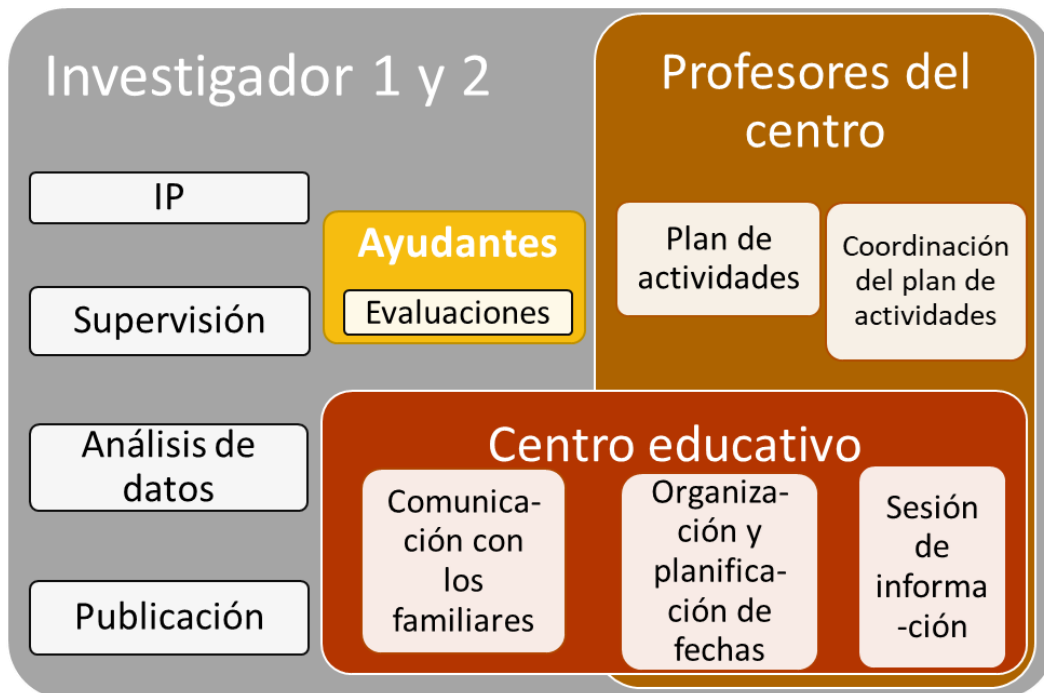 Investigador 1 y 2
IP
Supervisión
Análisis de
datos
Publicación
Ayudantes
Evaluaciones
Profesores del
centro
Plan de
actividades
Coordinación
del plan de
actividades
Centro educativo
Comunica-
ción con
los
familiares
Organiza-
ción y
planifica-
ción de
fechas
Sesión
de
informa
-ción